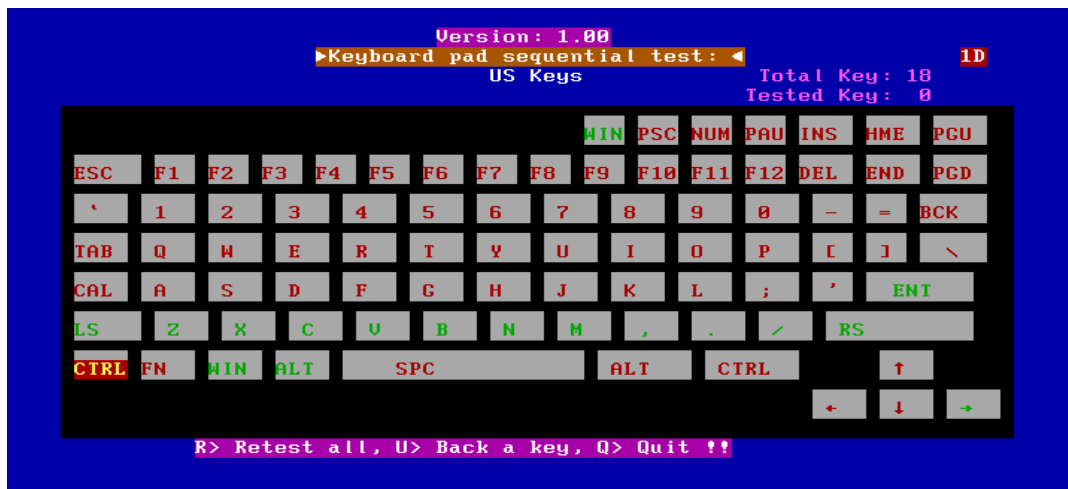 Version: 1.00
►Keyboard pad sequential test: ◄ 1D
US Keys Total Key: 18
Tested Key: 0
WIN PSC NUM PAU INS HME PGU
ESC F1 F2 F3 F4 F5 F6 F7 F8 F9 F10 F11 F12 DEL END PGD
` 1 2 3 4 5 6 7 8 9 0 - = BCK
TAB Q W E R T Y U I O P [ ] \
CAL A S D F G H J K L ; ' ENT
LS Z X C V B N M , . / RS
CTRL FN WIN ALT SPC ALT CTRL ↑
← ↓ →
R> Retest all, U> Back a key, Q> Quit !!